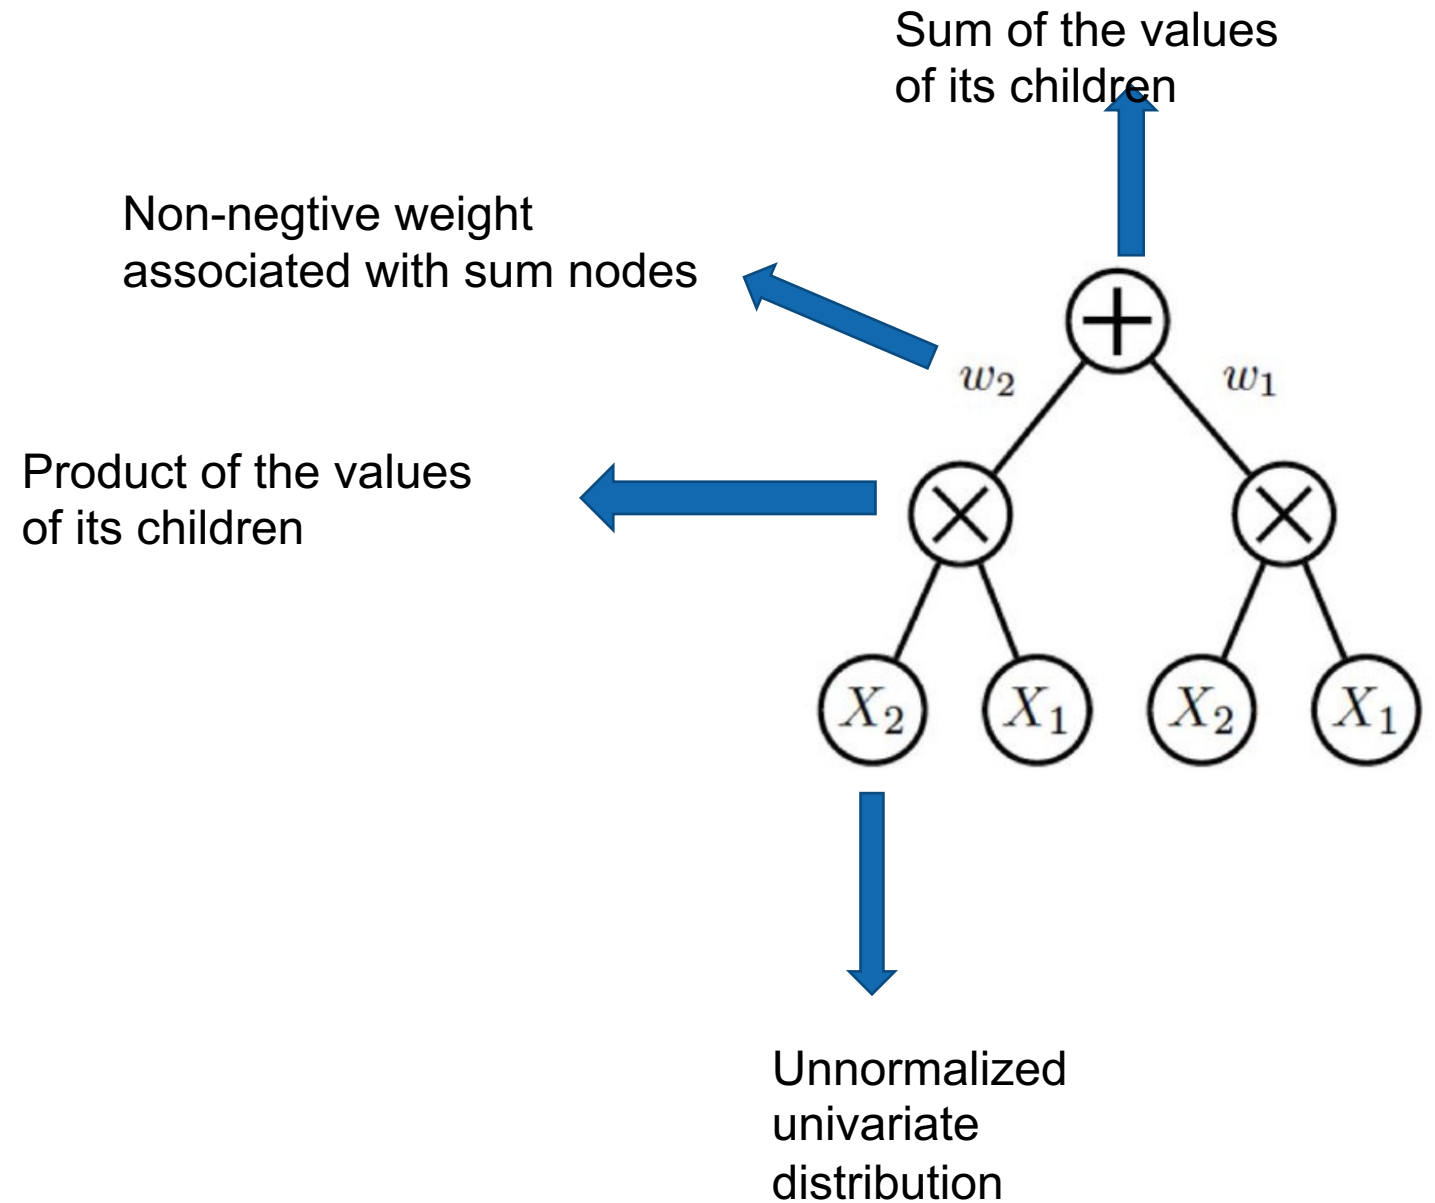 Sum of the values
of its children
Non-negtive weight
associated with sum nodes
w2 w1
Product of the values
of its children
X2 X1 X2 X1
Unnormalized
univariate
distribution